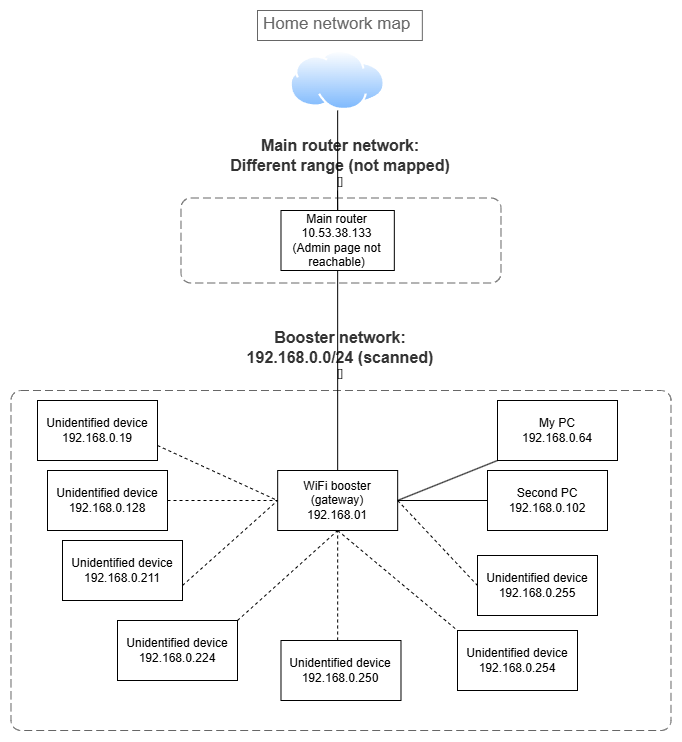 Home network map
Main router network:
Different range (not mapped)
Main router
10.53.38.133
(Admin page not
reachable)
Booster network:
192.168.0.0/24 (scanned)
Unidentified device
192.168.0.19
My PC
192.168.0.64
Unidentified device
192.168.0.128
WiFi booster
(gateway)
192.168.01
Second PC
192.168.0.102
Unidentified device
192.168.0.211
Unidentified device
192.168.0.255
Unidentified device
192.168.0.224
Unidentified device
192.168.0.250
Unidentified device
192.168.0.254